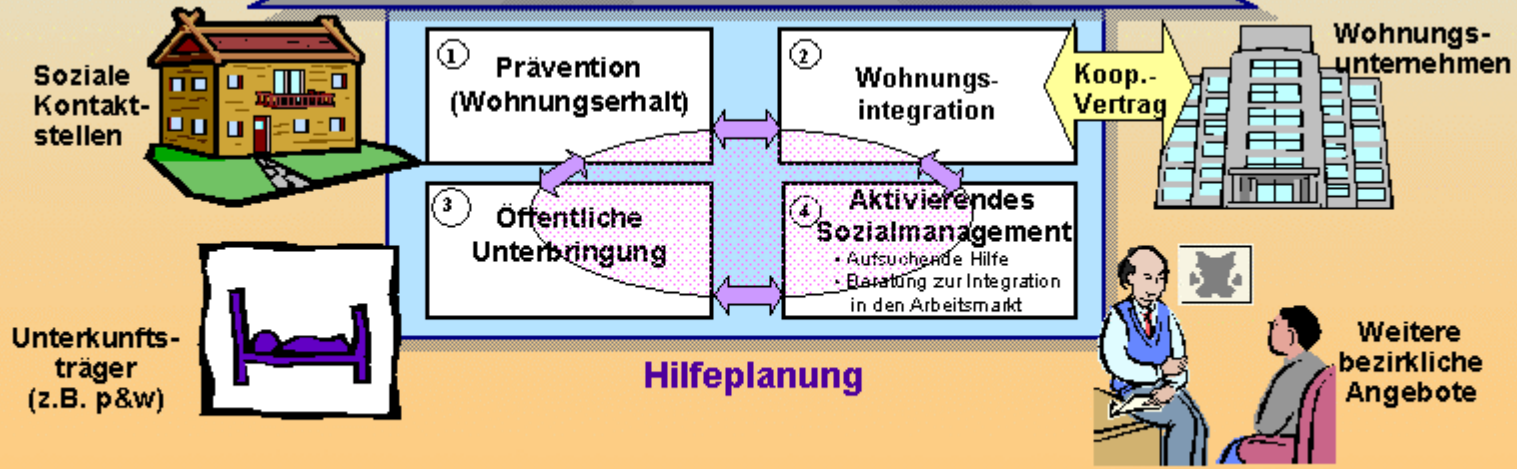 Soziale
Kontakt-
stellen
1
Prävention
(Wohnungserhalt)
2
Wohnungs-
integration
Koop.-
Vertrag
Wohnungs-
unternehmen
3
Öffentliche
Unterbringung
4
Aktivierendes
Sozialmanagement
• Aufsuchende Hilfe
• Beratung zur Integration
in den Arbeitsmarkt
Unterkunfts-
träger
(z.B. p&w)
Hilfeplanung
Weitere
bezirkliche
Angebote